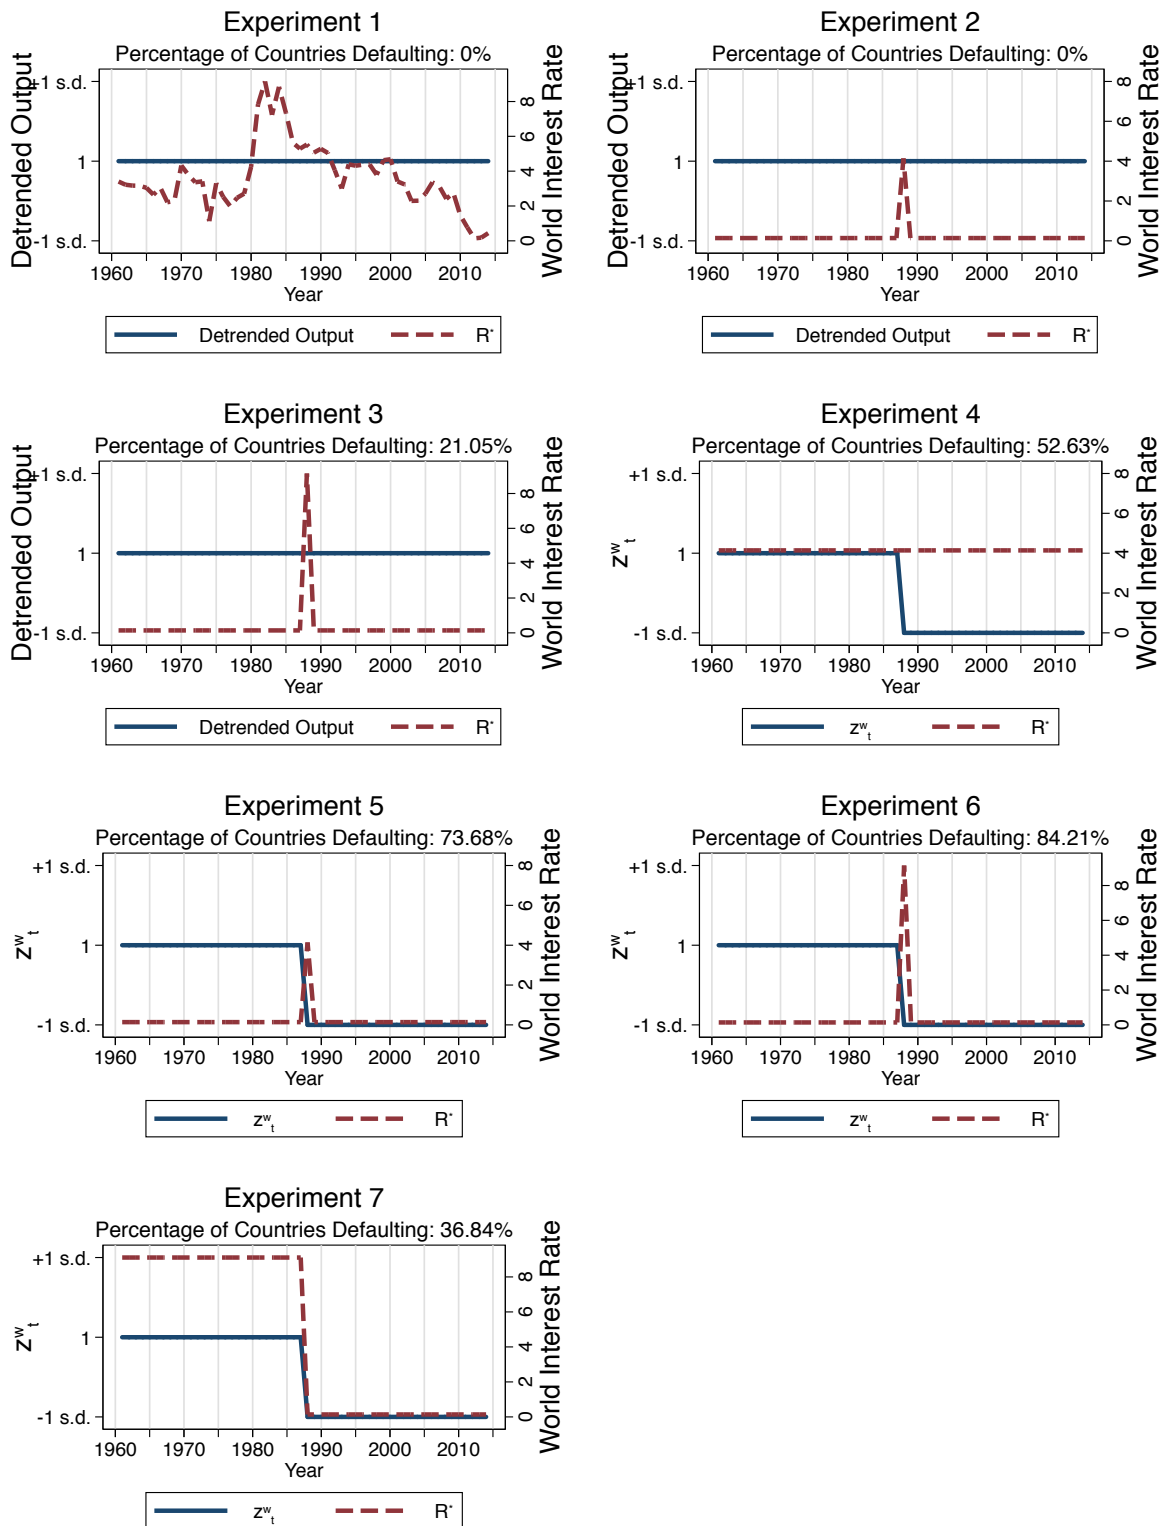 Experiment 1
Percentage of Countries Defaulting: 0%
Detrended Output
+1 s.d.
1
-1 s.d.
World Interest Rate
0 2 4 6 8
1960 1970 1980 1990 2000 2010
Year
Detrended Output R*
Experiment 2
Percentage of Countries Defaulting: 0%
Detrended Output
+1 s.d.
1
-1 s.d.
World Interest Rate
0 2 4 6 8
1960 1970 1980 1990 2000 2010
Year
Detrended Output R*
Experiment 3
Percentage of Countries Defaulting: 21.05%
Detrended Output
+1 s.d.
1
-1 s.d.
World Interest Rate
0 2 4 6 8
1960 1970 1980 1990 2000 2010
Year
Detrended Output R*
Experiment 4
Percentage of Countries Defaulting: 52.63%
z^w_t
+1 s.d.
1
-1 s.d.
World Interest Rate
0 2 4 6 8
1960 1970 1980 1990 2000 2010
Year
z^w_t R*
Experiment 5
Percentage of Countries Defaulting: 73.68%
z^w_t
+1 s.d.
1
-1 s.d.
World Interest Rate
0 2 4 6 8
1960 1970 1980 1990 2000 2010
Year
z^w_t R*
Experiment 6
Percentage of Countries Defaulting: 84.21%
z^w_t
+1 s.d.
1
-1 s.d.
World Interest Rate
0 2 4 6 8
1960 1970 1980 1990 2000 2010
Year
z^w_t R*
Experiment 7
Percentage of Countries Defaulting: 36.84%
z^w_t
+1 s.d.
1
-1 s.d.
World Interest Rate
0 2 4 6 8
1960 1970 1980 1990 2000 2010
Year
z^w_t R*